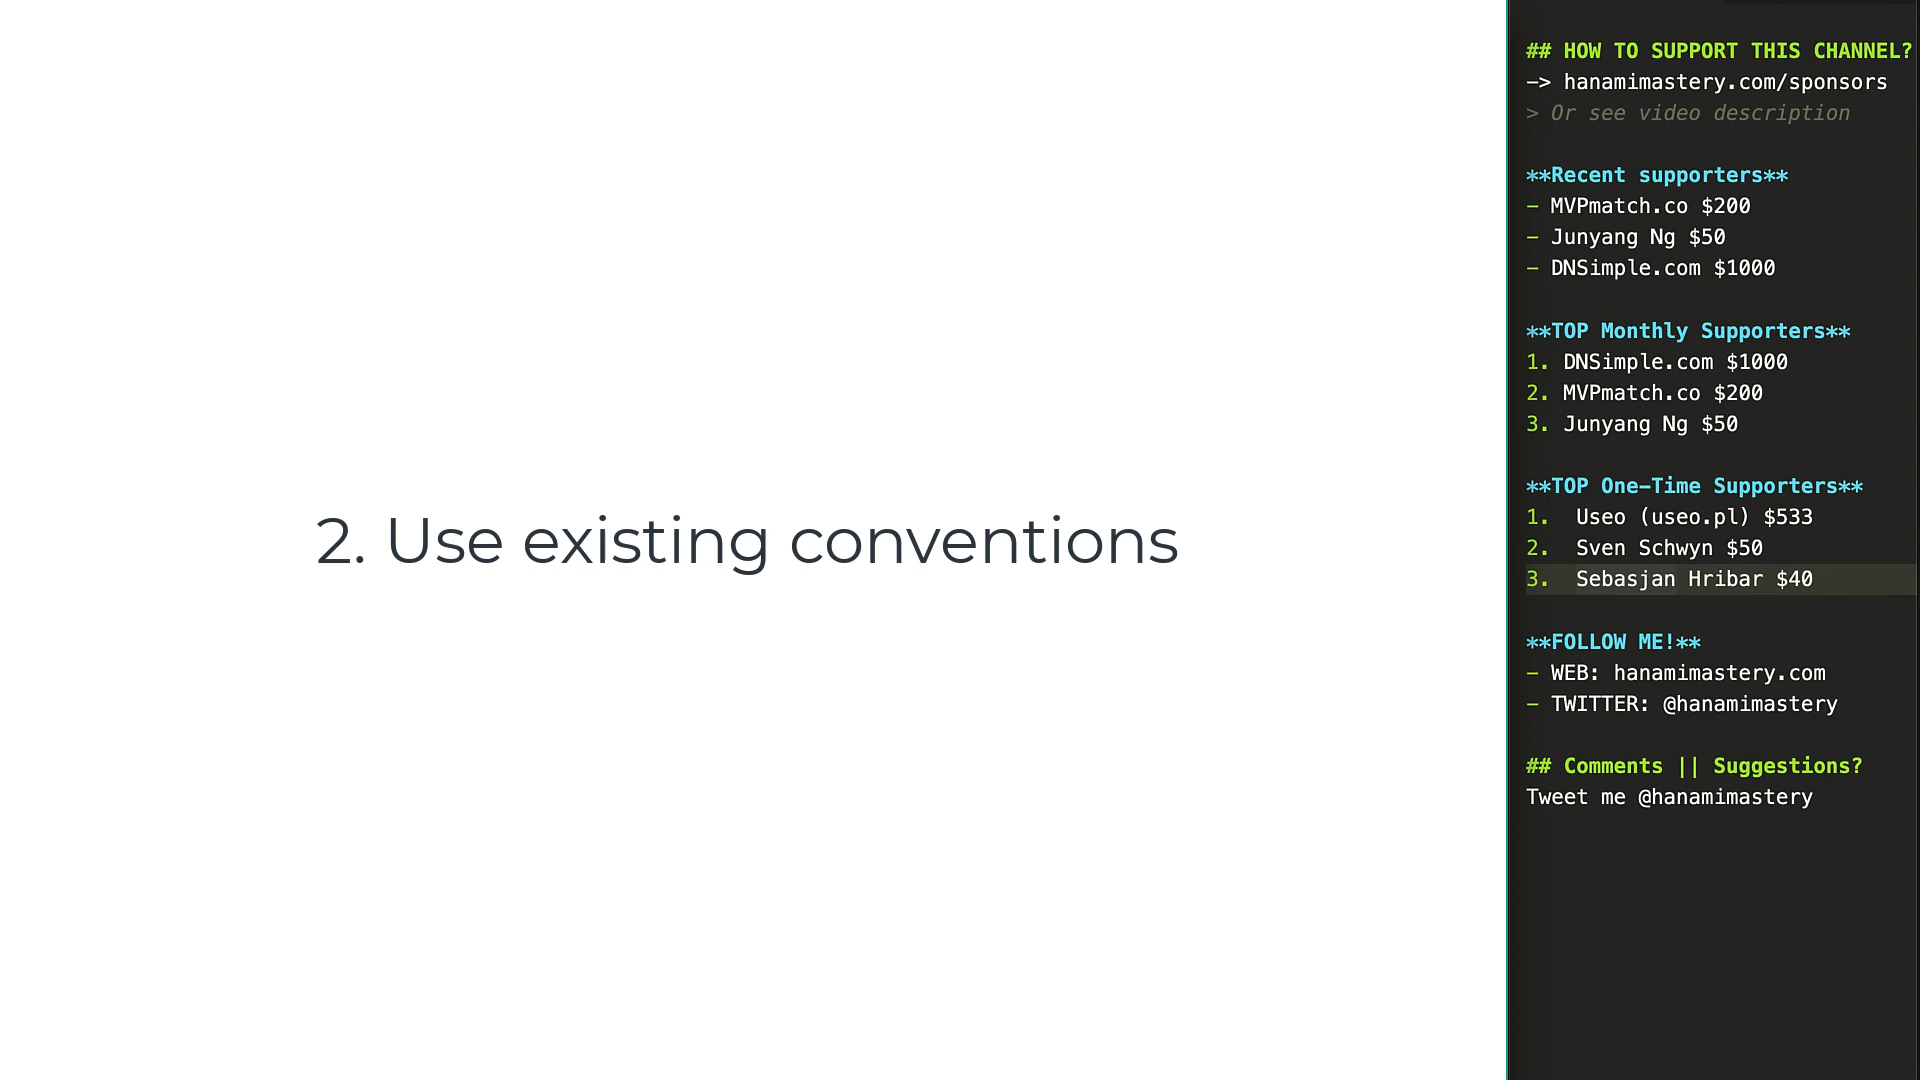 2. Use existing conventions
## HOW TO SUPPORT THIS CHANNEL?
—> hanamimastery.com/sponsors
> Or see video description
**Recent supporters**
- MVPmatch.co $200
- Junyang Ng $50
- DNSimple.com $1000
**TOP Monthly Supporters**
1. DNSimple.com $1000
2. MVPmatch.co $200
3. Junyang Ng $50
**TOP One-Time Supporters**
1.  Useo (useo.pl) $533
2.  Sven Schwyn $50
3.  Sebasjan Hribar $40
**FOLLOW ME!**
- WEB: hanamimastery.com
- TWITTER: @hanamimastery
## Comments || Suggestions?
Tweet me @hanamimastery